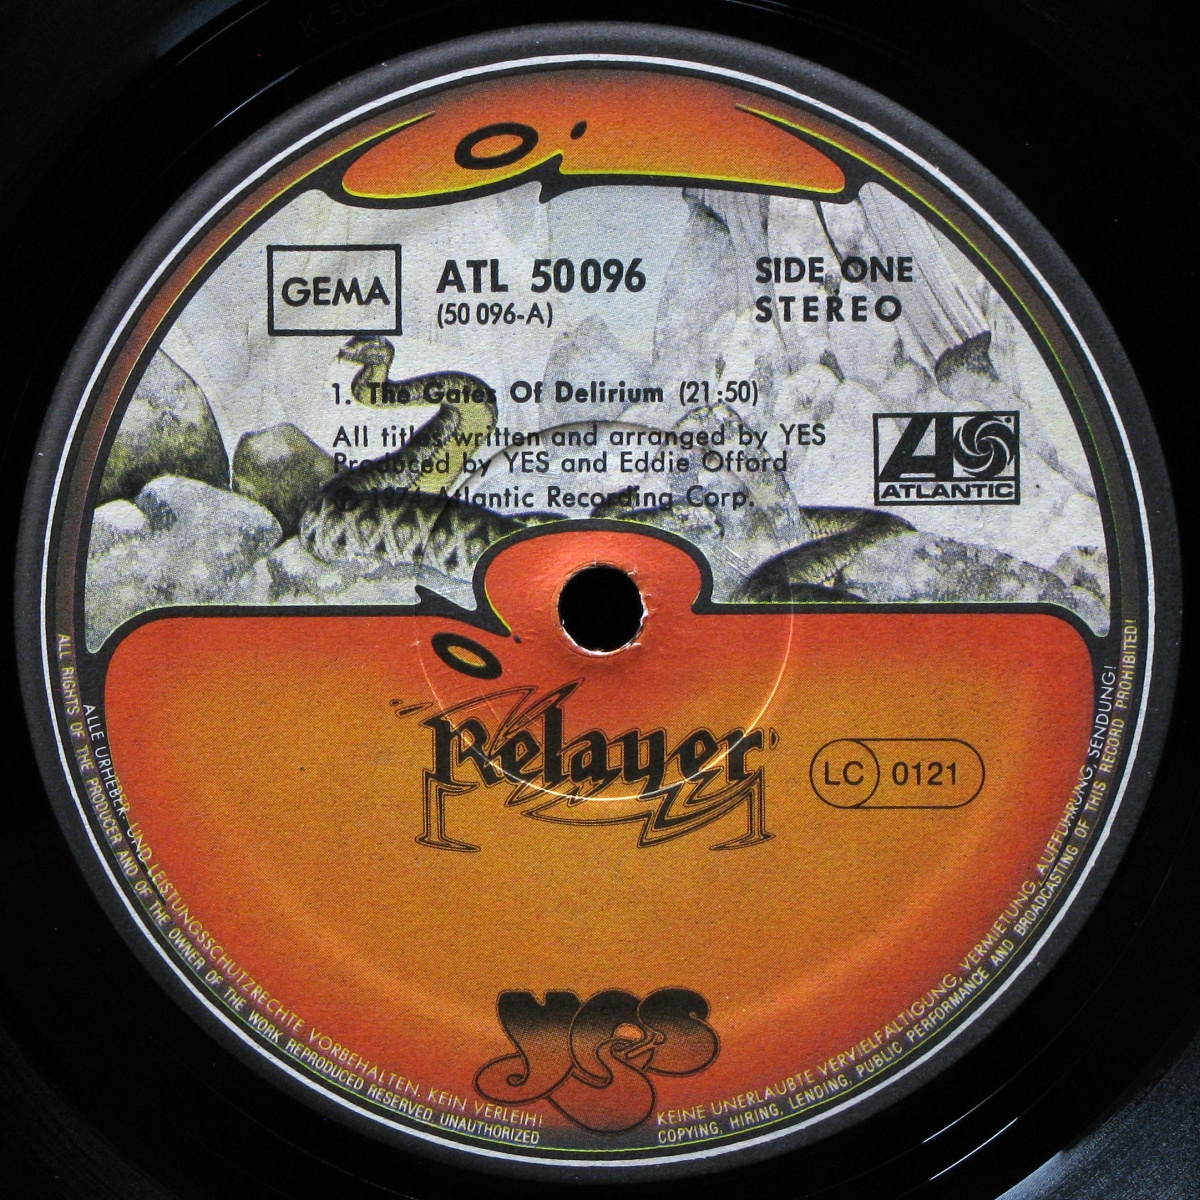 GEMA
ATL 50096
(50 096-A)
SIDE ONE
STEREO
1. The Gates Of Delirium (21:50)
All titles written and arranged by YES
Produced by YES and Eddie Offord
Ⓟ 1974 Atlantic Recording Corp.
ATLANTIC
Relayer
LC 0121
YES
ALLE URHEBER- UND LEISTUNGSSCHUTZRECHTE VORBEHALTEN. KEIN VERLEIH! KEINE UNERLAUBTE VERVIELFÄLTIGUNG, VERMIETUNG, AUFFÜHRUNG, SENDUNG!
ALL RIGHTS OF THE PRODUCER AND OF THE OWNER OF THE WORK REPRODUCED RESERVED. UNAUTHORIZED COPYING, HIRING, LENDING, PUBLIC PERFORMANCE AND BROADCASTING OF THIS RECORD PROHIBITED!